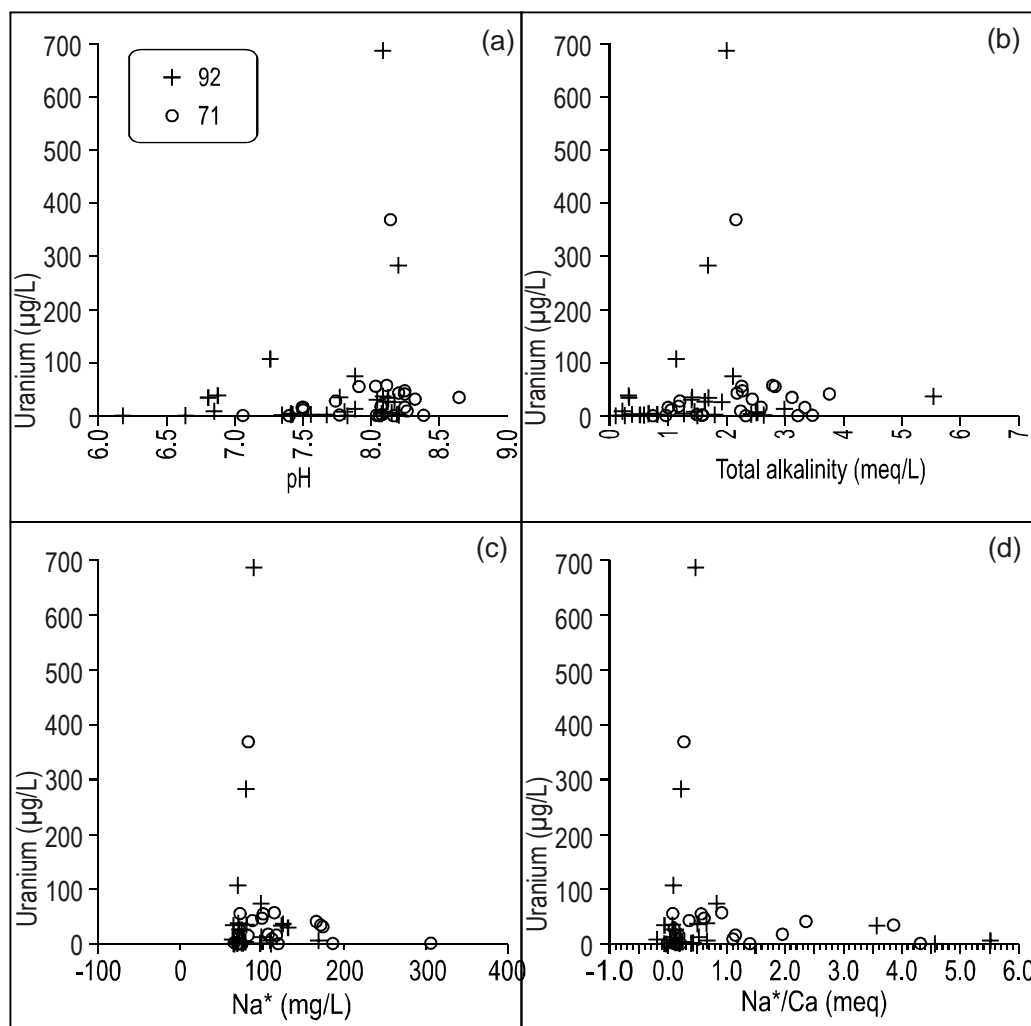 (a)
700
600
500
400
300
200
100
0
Uranium (µg/L)
92
71
6.0 6.5 7.0 7.5 8.0 8.5 9.0
pH
(b)
700
600
500
400
300
200
100
0
Uranium (µg/L)
0 1 2 3 4 5 6 7
Total alkalinity (meq/L)
(c)
700
600
500
400
300
200
100
0
Uranium (µg/L)
-100 0 100 200 300 400
Na* (mg/L)
(d)
700
600
500
400
300
200
100
0
Uranium (µg/L)
-1.0 0.0 1.0 2.0 3.0 4.0 5.0 6.0
Na*/Ca (meq)